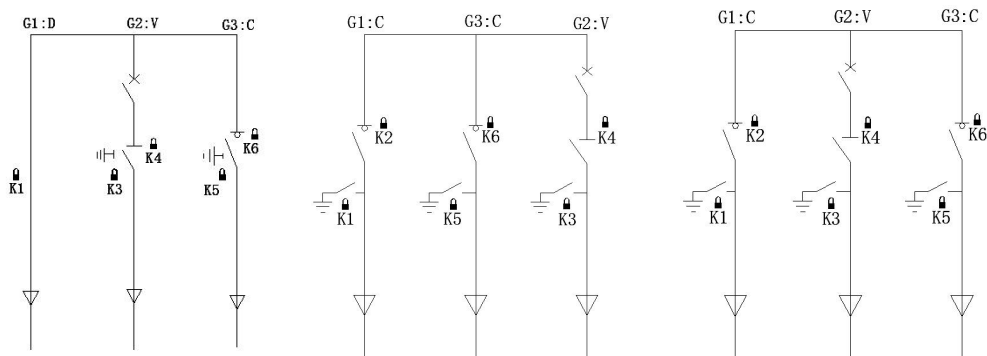 G1:D G2:V G3:C
K6
K4
K1 K3 K5
G1:C G3:C G2:V
K2 K6 K4
K1 K5 K3
G1:C G2:V G3:C
K2 K4 K6
K1 K3 K5